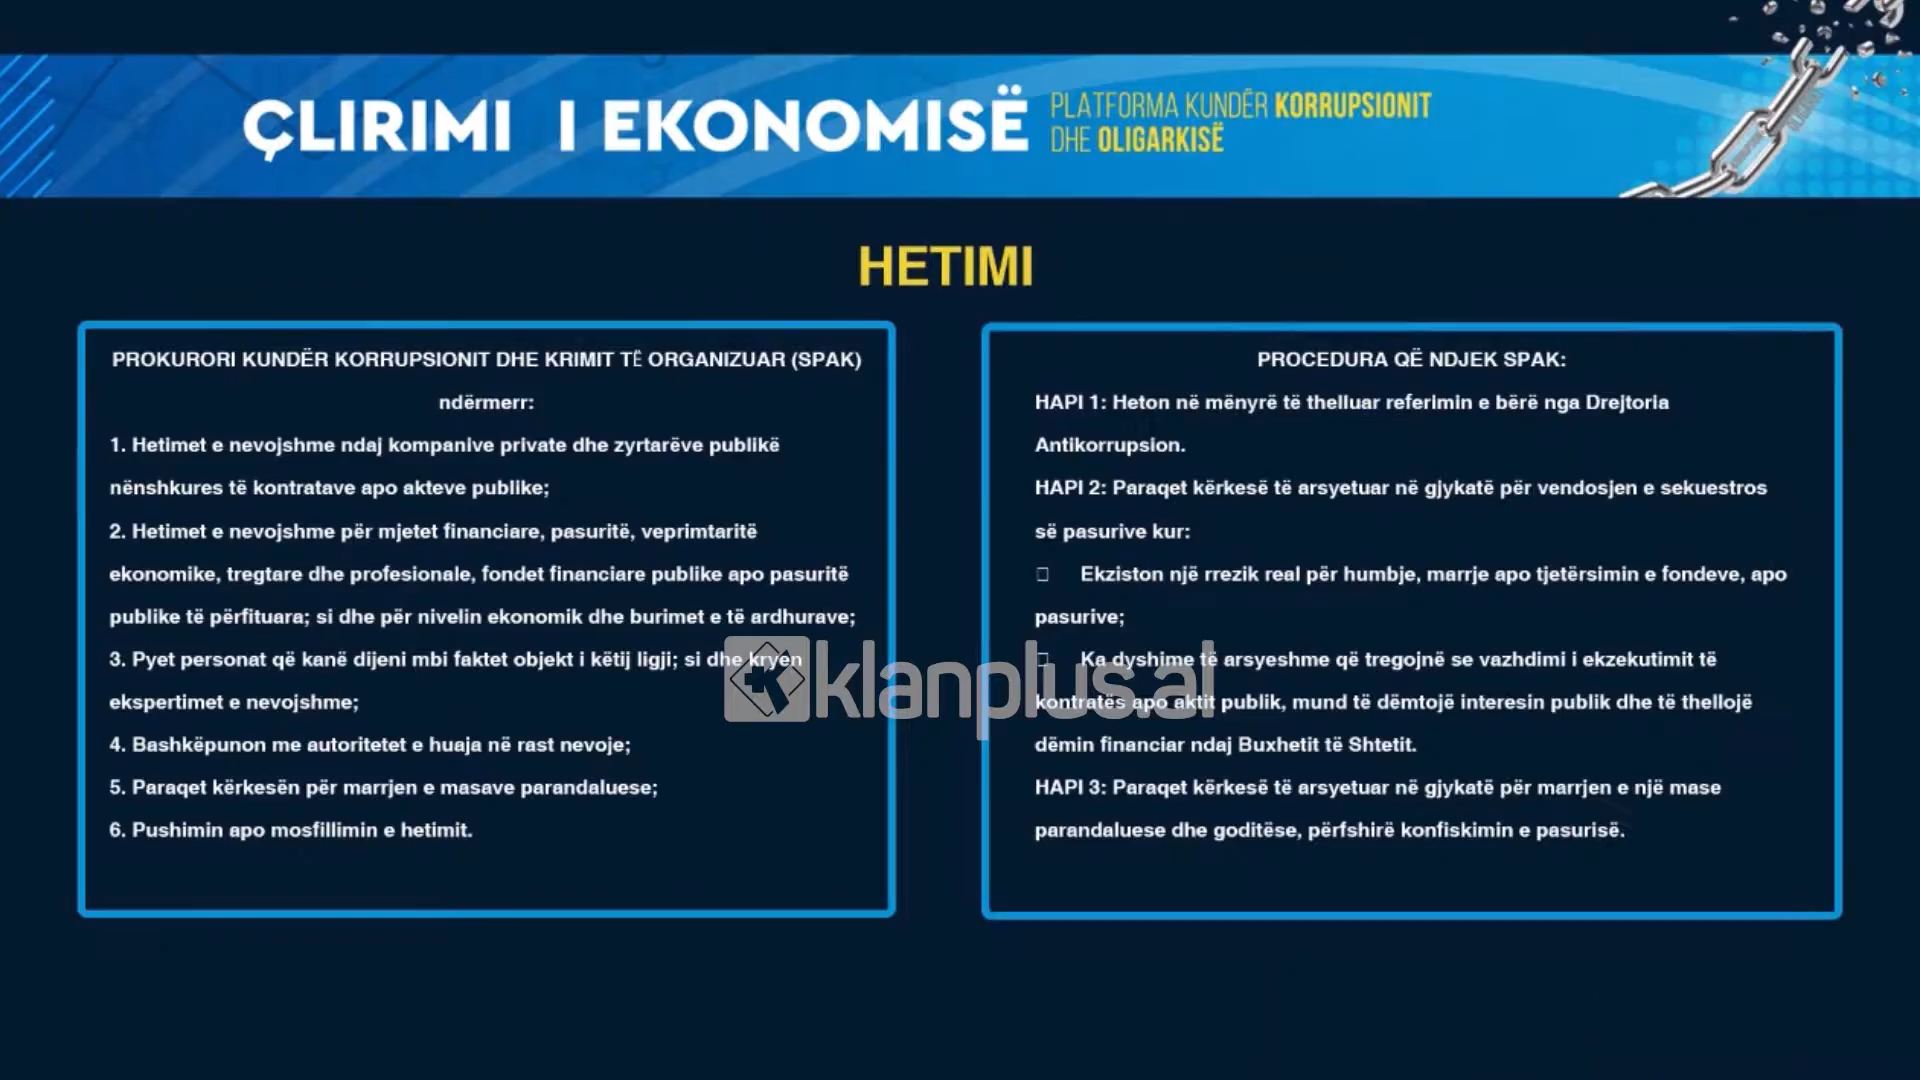 ÇLIRIMI I EKONOMISË
PLATFORMA KUNDËR KORRUPSIONIT
DHE OLIGARKISË
HETIMI
PROKURORI KUNDËR KORRUPSIONIT DHE KRIMIT TË ORGANIZUAR (SPAK)
ndërmerr:
1. Hetimet e nevojshme ndaj kompanive private dhe zyrtarëve publikë
nënshkures të kontratave apo akteve publike;
2. Hetimet e nevojshme për mjetet financiare, pasuritë, veprimtaritë
ekonomike, tregtare dhe profesionale, fondet financiare publike apo pasuritë
publike të përfituara; si dhe për nivelin ekonomik dhe burimet e të ardhurave;
3. Pyet personat që kanë dijeni mbi faktet objekt i këtij ligji; si dhe kryen
ekspertimet e nevojshme;
4. Bashkëpunon me autoritetet e huaja në rast nevoje;
5. Paraqet kërkesën për marrjen e masave parandaluese;
6. Pushimin apo mosfillimin e hetimit.
PROCEDURA QË NDJEK SPAK:
HAPI 1: Heton në mënyrë të thelluar referimin e bërë nga Drejtoria
Antikorrupsion.
HAPI 2: Paraqet kërkesë të arsyetuar në gjykatë për vendosjen e sekuestros
së pasurive kur:
Ekziston një rrezik real për humbje, marrje apo tjetërsimin e fondeve, apo
pasurive;
Ka dyshime të arsyeshme që tregojnë se vazhdimi i ekzekutimit të
kontratës apo aktit publik, mund të dëmtojë interesin publik dhe të thellojë
dëmin financiar ndaj Buxhetit të Shtetit.
HAPI 3: Paraqet kërkesë të arsyetuar në gjykatë për marrjen e një mase
parandaluese dhe goditëse, përfshirë konfiskimin e pasurisë.
klanplus.al